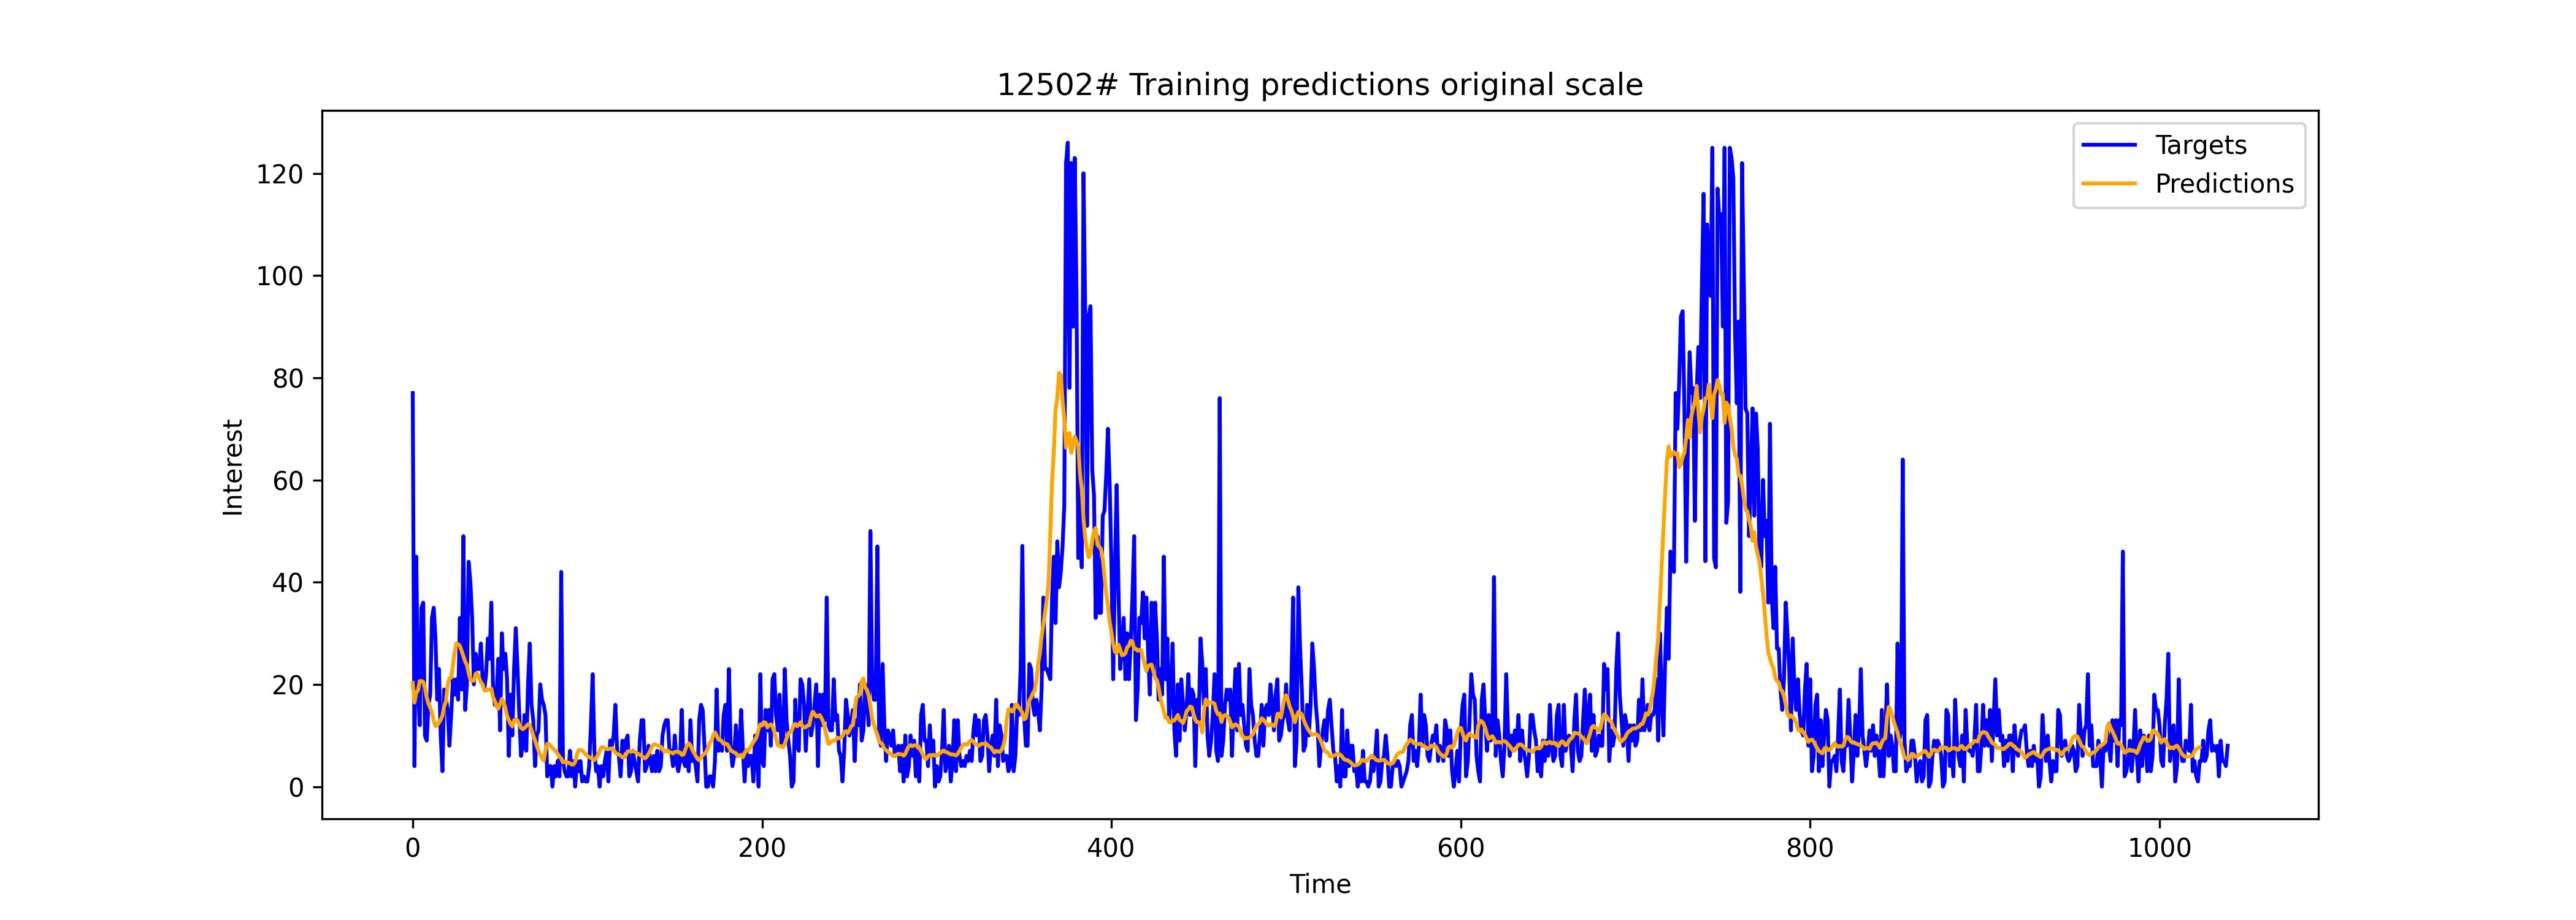 12502# Training predictions original scale
Targets
Predictions
120
100
80
60
40
20
0
Interest
0 200 400 600 800 1000
Time